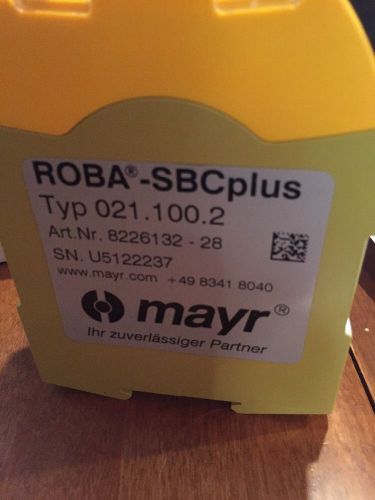 ROBA®-SBCplus
Typ 021.100.2
Art.Nr. 8226132 - 28
SN. U5122237
www.mayr.com +49 8341 8040
mayr®
Ihr zuverlässiger Partner